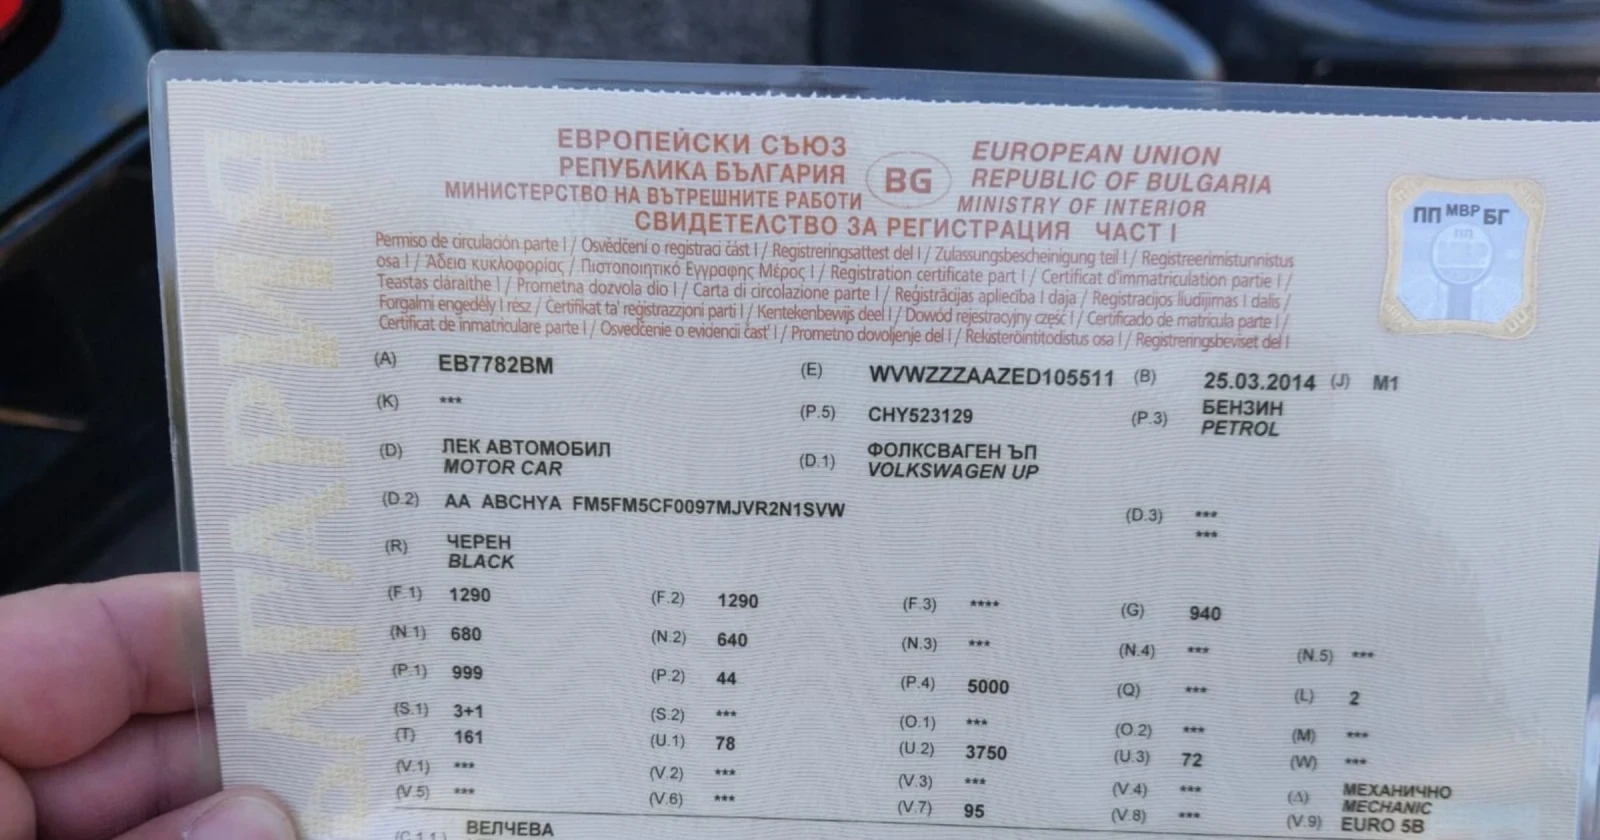 ЕВРОПЕЙСКИ СЪЮЗ
РЕПУБЛИКА БЪЛГАРИЯ
МИНИСТЕРСТВО НА ВЪТРЕШНИТЕ РАБОТИ
BG
EUROPEAN UNION
REPUBLIC OF BULGARIA
MINISTRY OF INTERIOR
ПП МВР БГ
СВИДЕТЕЛСТВО ЗА РЕГИСТРАЦИЯ ЧАСТ I
Permiso de circulación parte I / Osvědčení o registraci část I / Registreringsattest del I / Zulassungsbescheinigung teil I / Registreerimistunnistus
osa I / Άδεια κυκλοφορίας / Πιστοποιητικό Εγγραφης Μέρος I / Registration certificate part I / Certificat d'immatriculation partie I /
Teastas cláraithe I / Prometna dozvola dio I / Carta di circolazione parte I / Reģistrācijas apliecība I daja / Registracijos liudijimas I dalis /
Forgalmi engedély I rész / Ċertifikat ta' reġistrazzjoni parti I / Kentekenbewijs deel I / Dowód rejestracyjny część I / Certificado de matrícula parte I /
Certificat de înmatriculare parte I / Osvedčenie o evidencii časť I / Prometno dovoljenje del I / Rekisteröintitodistus osa I / Registreringsbeviset del I
(A) EB7782BM (E) WVWZZZAAZED105511 (B) 25.03.2014 (J) M1
(K) *** (P.5) CHY523129 (P.3) БЕНЗИН
PETROL
(D) ЛЕК АВТОМОБИЛ (D.1) ФОЛКСВАГЕН ЪП
MOTOR CAR VOLKSWAGEN UP
(D.2) AA ABCHYA FM5FM5CF0097MJVR2N1SVW (D.3) ***
***
(R) ЧЕРЕН
BLACK
(F.1) 1290 (F.2) 1290 (F.3) **** (G) 940
(N.1) 680 (N.2) 640 (N.3) *** (N.4) *** (N.5) ***
(P.1) 999 (P.2) 44 (P.4) 5000 (Q) *** (L) 2
(S.1) 3+1 (S.2) *** (O.1) *** (O.2) *** (M) ***
(T) 161 (U.1) 78 (U.2) 3750 (U.3) 72 (W) ***
(V.1) *** (V.2) *** (V.3) *** (V.4) *** (Δ) МЕХАНИЧНО
MECHANIC
(V.5) *** (V.6) *** (V.7) 95 (V.8) *** (V.9) EURO 5B
(C.1.1) ВЕЛЧЕВА